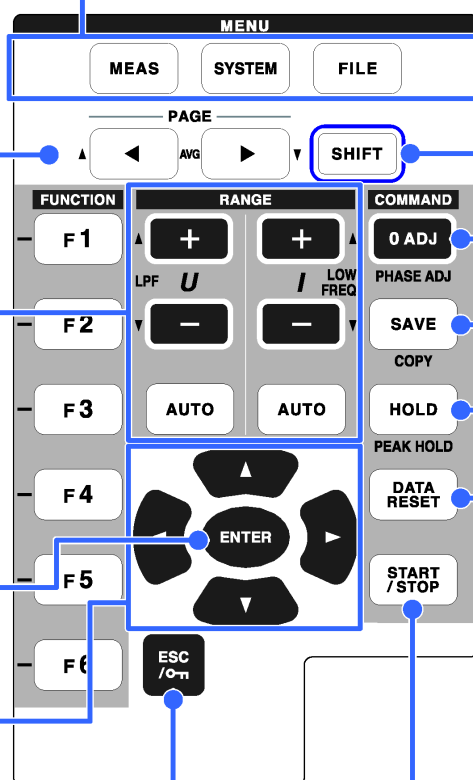 MENU
MEAS SYSTEM FILE
PAGE
AVG
SHIFT
FUNCTION RANGE COMMAND
F1 + + 0 ADJ
LPF U I LOW FREQ PHASE ADJ
F2 − − SAVE
COPY
F3 AUTO AUTO HOLD
PEAK HOLD
F4 DATA RESET
ENTER
F5 START /STOP
F6 ESC /